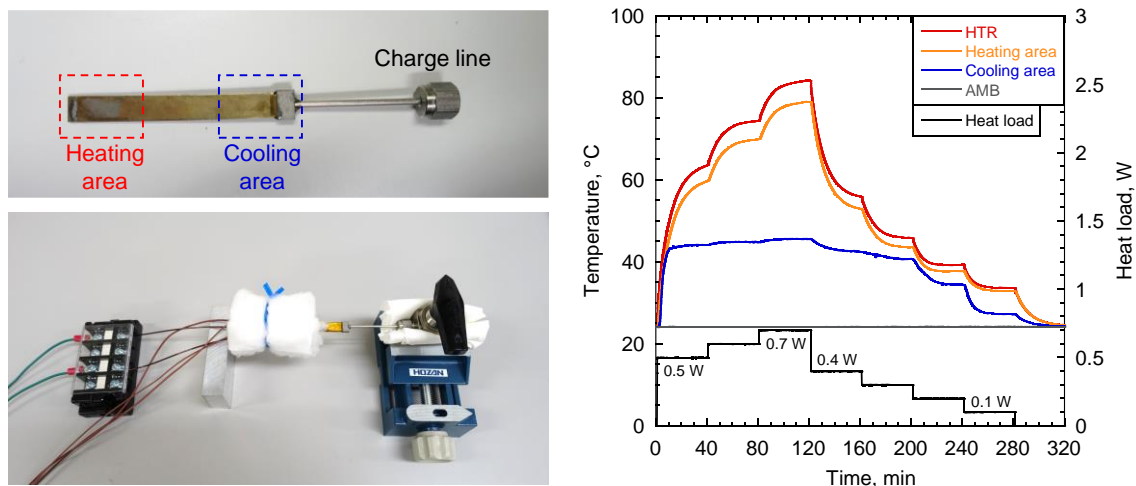 Charge line
Heating
area
Cooling
area
HOZAN
100
80
60
40
20
0
Temperature, °C
HTR
Heating area
Cooling area
AMB
Heat load
0.5 W
0.7 W
0.4 W
0.1 W
3
2.5
2
1.5
1
0.5
0
Heat load, W
0 40 80 120 160 200 240 280 320
Time, min